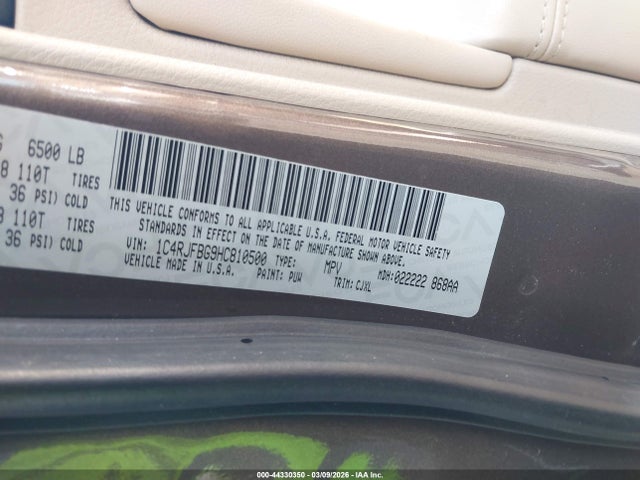 G 6500 LB
8 110T TIRES
36 PSI) COLD
8 110T TIRES
36 PSI) COLD
THIS VEHICLE CONFORMS TO ALL APPLICABLE U.S.A. FEDERAL MOTOR VEHICLE SAFETY
STANDARDS IN EFFECT ON THE DATE OF MANUFACTURE SHOWN ABOVE.
VIN: 1C4RJFBG9HC810500 TYPE: MPV MDH: 022222 868AA
VEHICLE MADE IN U.S.A. PAINT: PUW TRIM: CJXL
000-44330350 - 03/09/2026 - IAA Inc.